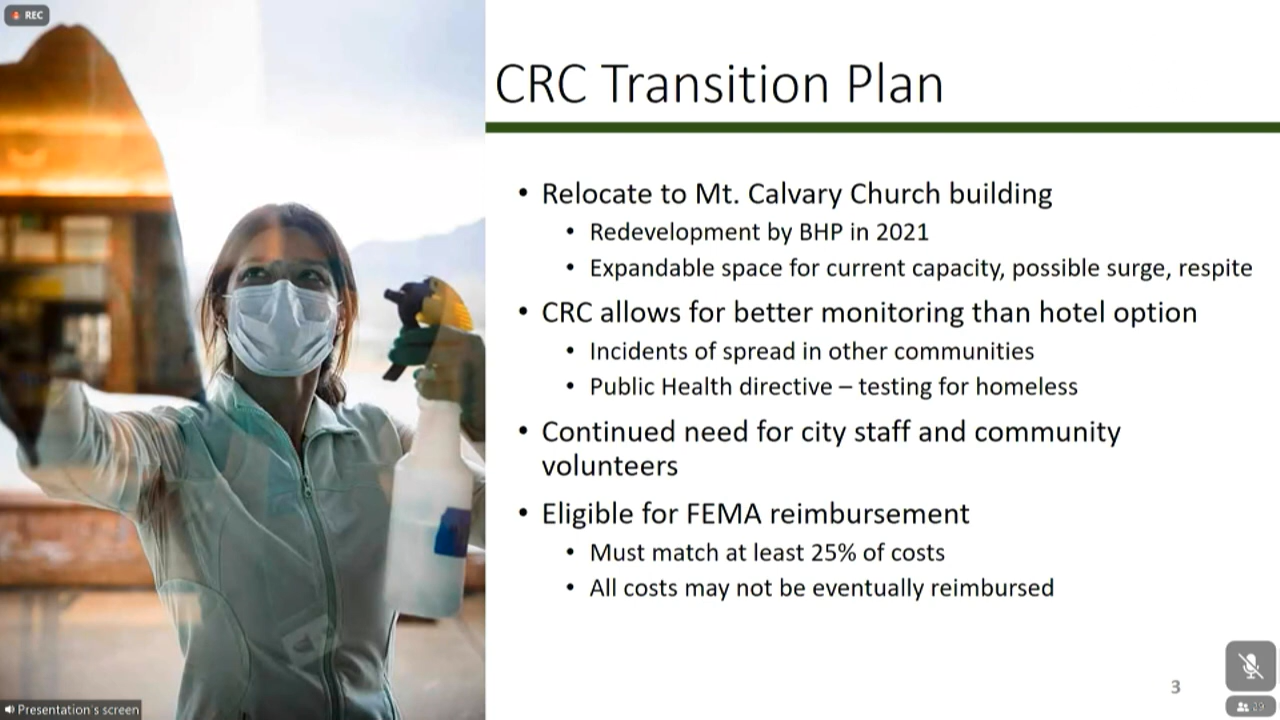 REC
CRC Transition Plan
• Relocate to Mt. Calvary Church building
• Redevelopment by BHP in 2021
• Expandable space for current capacity, possible surge, respite
• CRC allows for better monitoring than hotel option
• Incidents of spread in other communities
• Public Health directive – testing for homeless
• Continued need for city staff and community
volunteers
• Eligible for FEMA reimbursement
• Must match at least 25% of costs
• All costs may not be eventually reimbursed
3
Presentation's screen